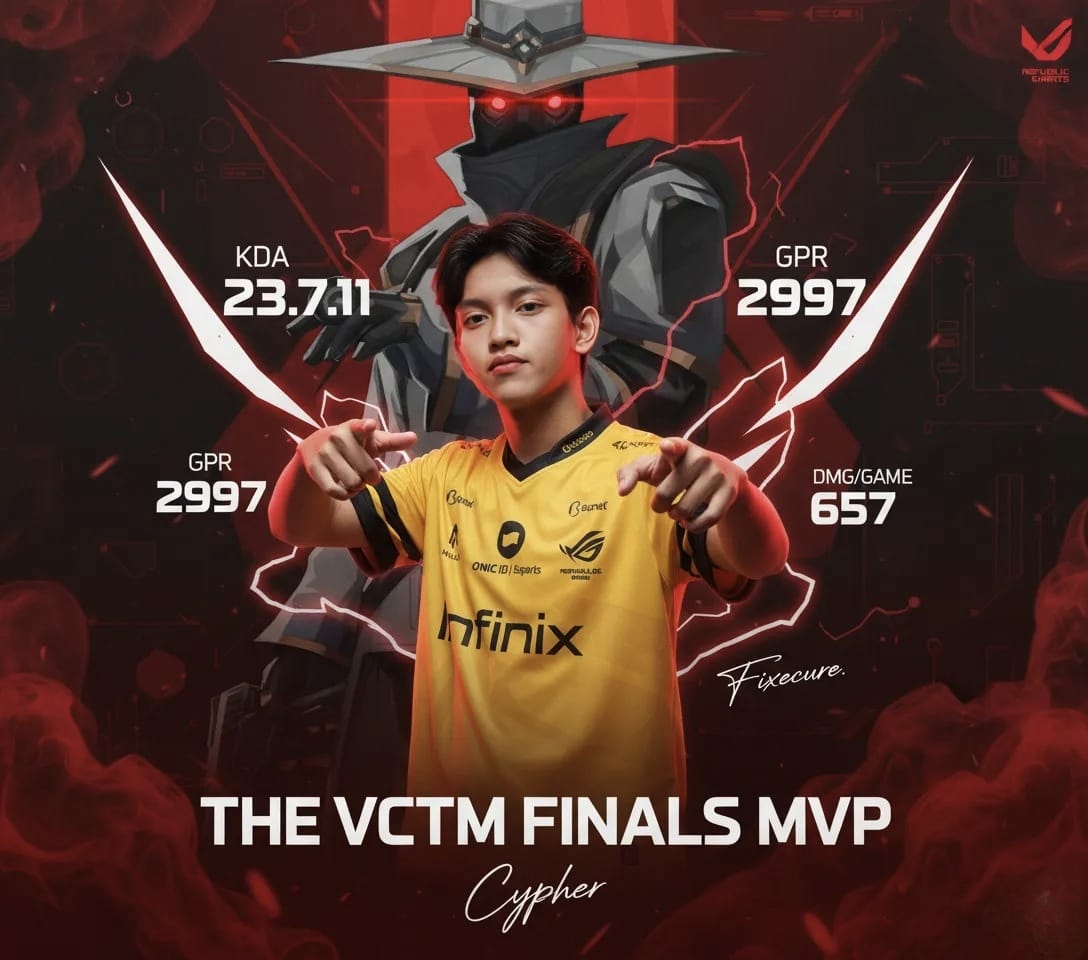 KDA
23.7.11
GPR
2997
GPR
2997
DMG/GAME
657
ONIC ID | Esports
Infinix
Fixecure.
THE VCTM FINALS MVP
Cypher